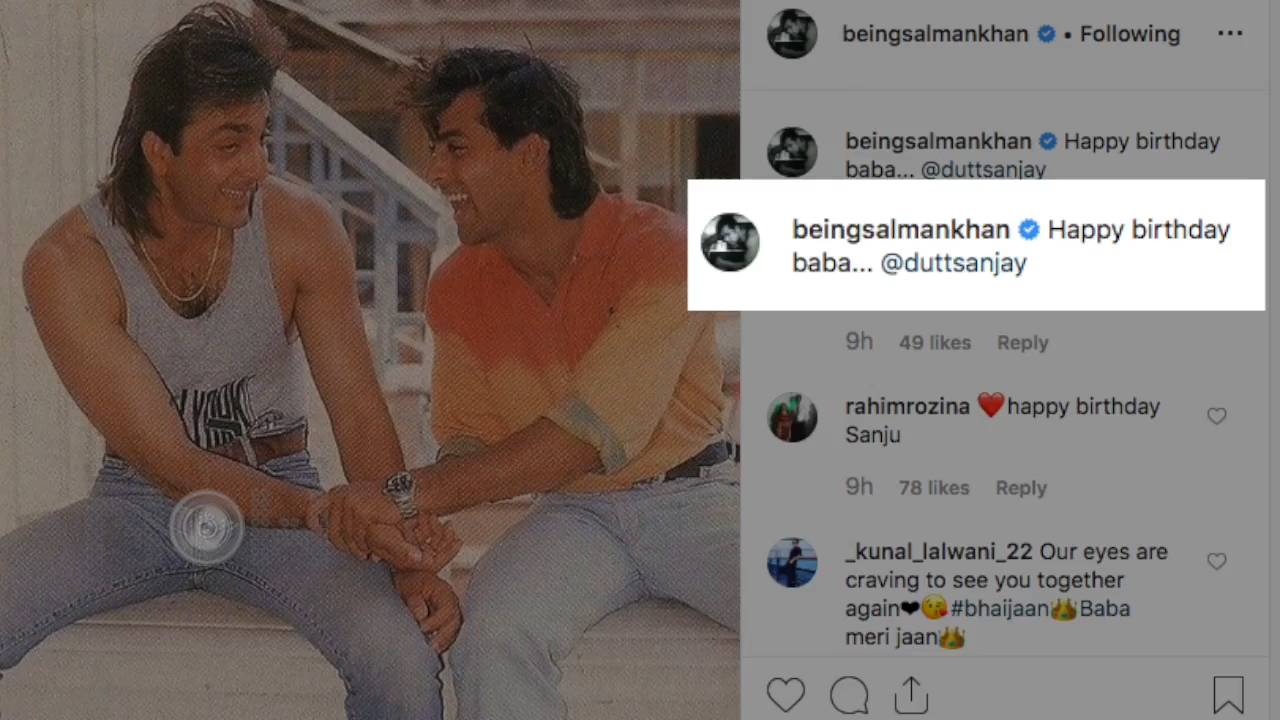 beingsalmankhan • Following
beingsalmankhan Happy birthday
baba... @duttsanjay
beingsalmankhan Happy birthday
baba... @duttsanjay
9h 49 likes Reply
rahimrozina ❤️happy birthday
Sanju
9h 78 likes Reply
_kunal_lalwani_22 Our eyes are
craving to see you together
again❤😘#bhaijaan👑Baba
meri jaan👑